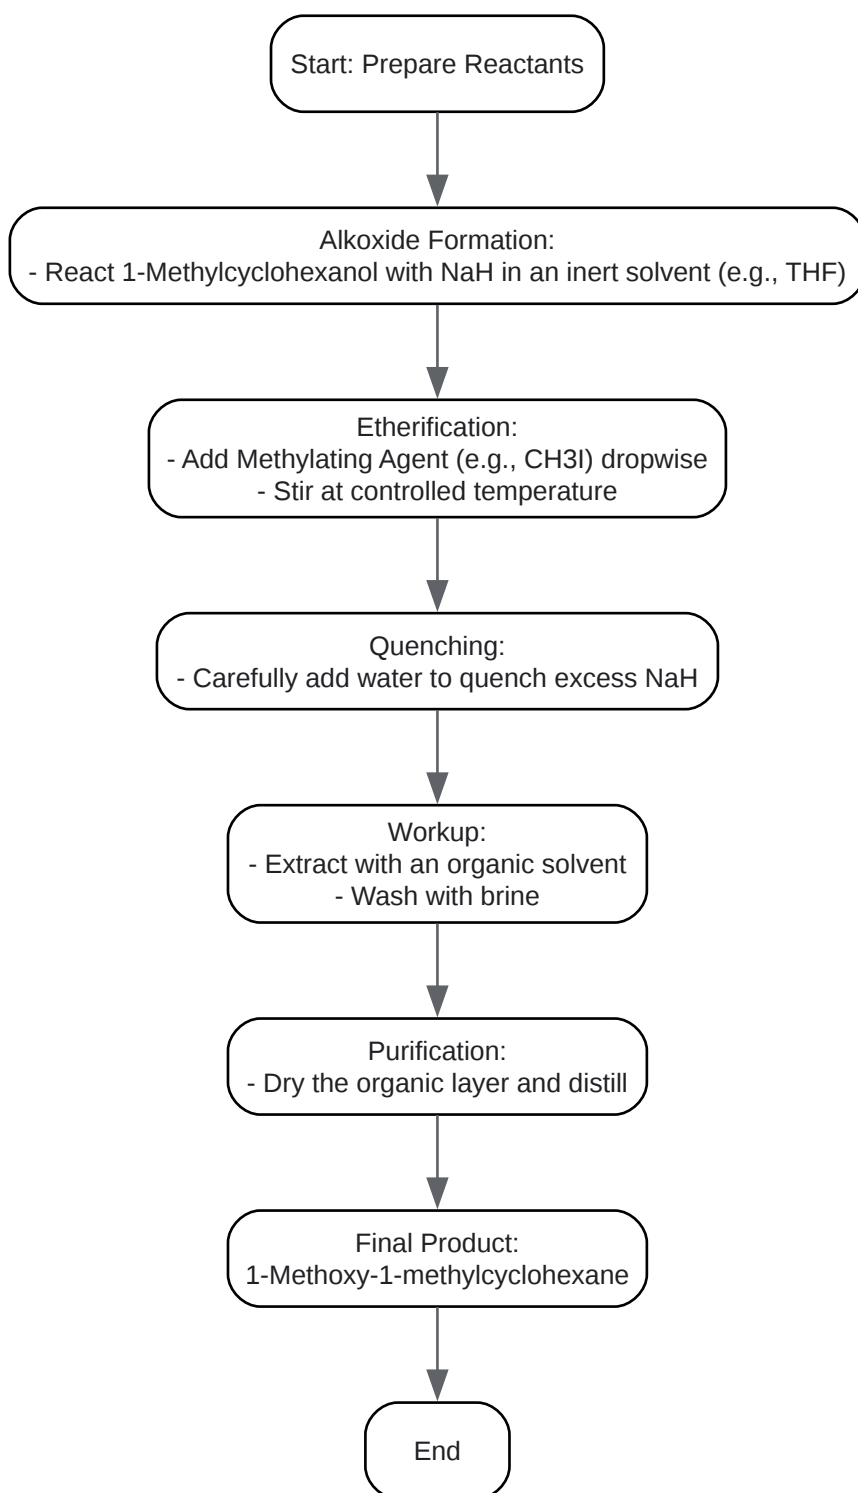 Start: Prepare Reactants
Alkoxide Formation:
- React 1-Methylcyclohexanol with NaH in an inert solvent (e.g., THF)
Etherification:
- Add Methylating Agent (e.g., CH3I) dropwise
- Stir at controlled temperature
Quenching:
- Carefully add water to quench excess NaH
Workup:
- Extract with an organic solvent
- Wash with brine
Purification:
- Dry the organic layer and distill
Final Product:
1-Methoxy-1-methylcyclohexane
End